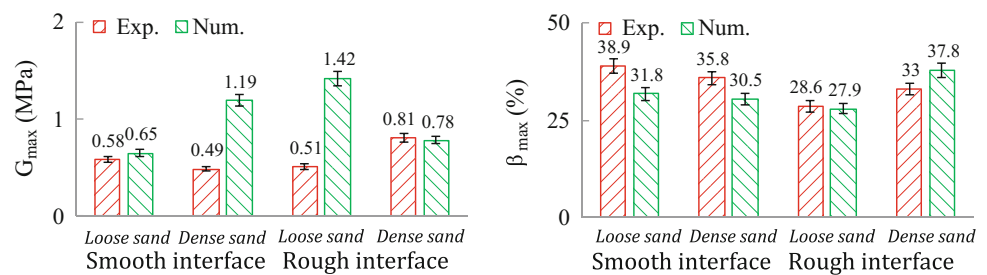 2
Exp. Num.
1.42
1.19
G max (MPa)
1
0.81 0.78
0.58 0.65
0.49
0.51
0
Loose sand Dense sand Loose sand Dense sand
Smooth interface Rough interface
50
Exp. Num.
38.9
35.8
37.8
31.8
30.5
33
28.6 27.9
β max (%)
25
0
Loose sand Dense sand Loose sand Dense sand
Smooth interface Rough interface